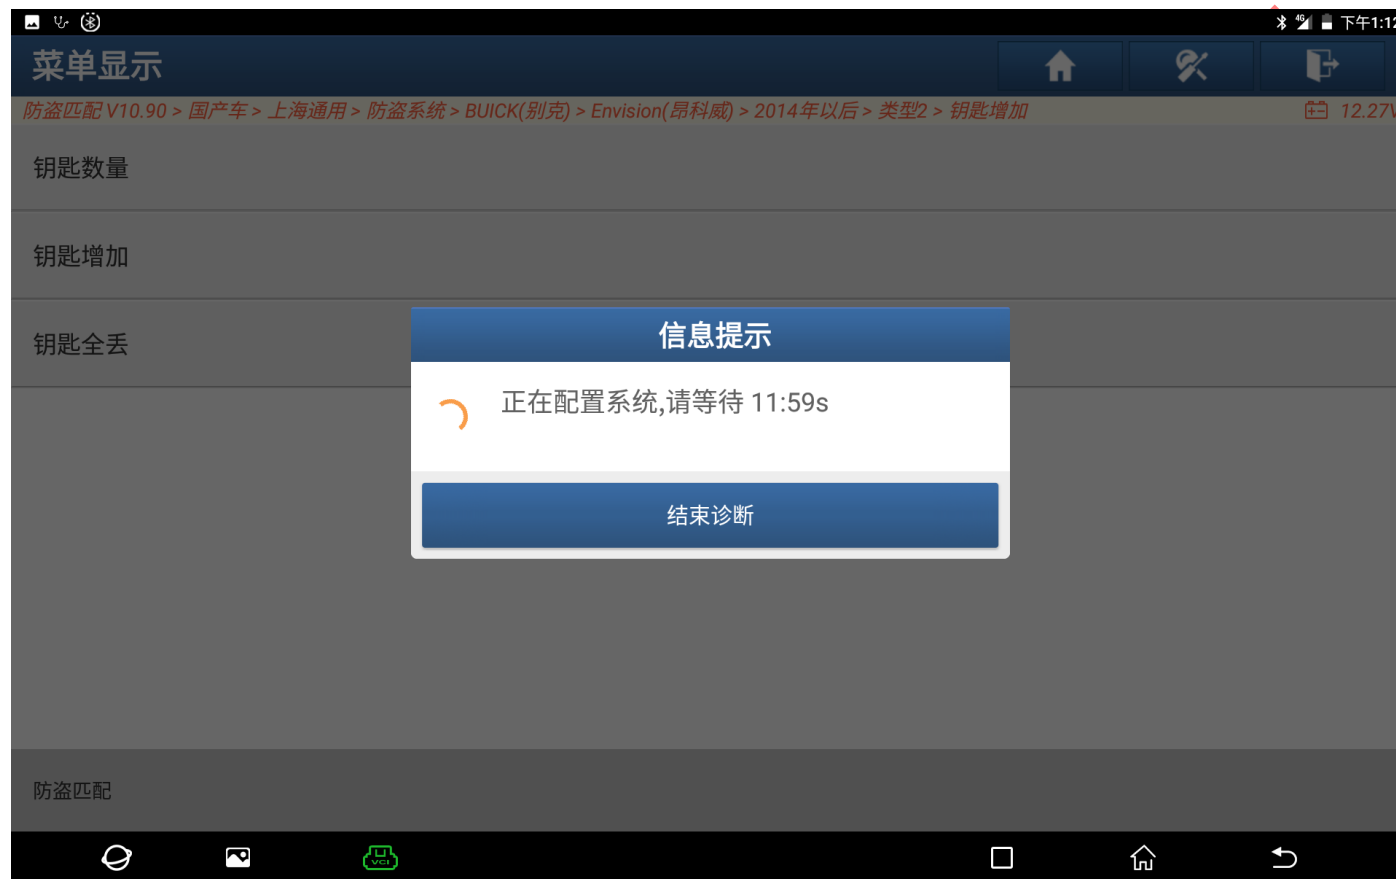 4G 下午1:12
菜单显示
防盗匹配 V10.90 > 国产车 > 上海通用 > 防盗系统 > BUICK(别克) > Envision(昂科威) > 2014年以后 > 类型2 > 钥匙增加 12.27V
钥匙数量
钥匙增加
钥匙全丢
信息提示
正在配置系统,请等待 11:59s
结束诊断
防盗匹配
VCI